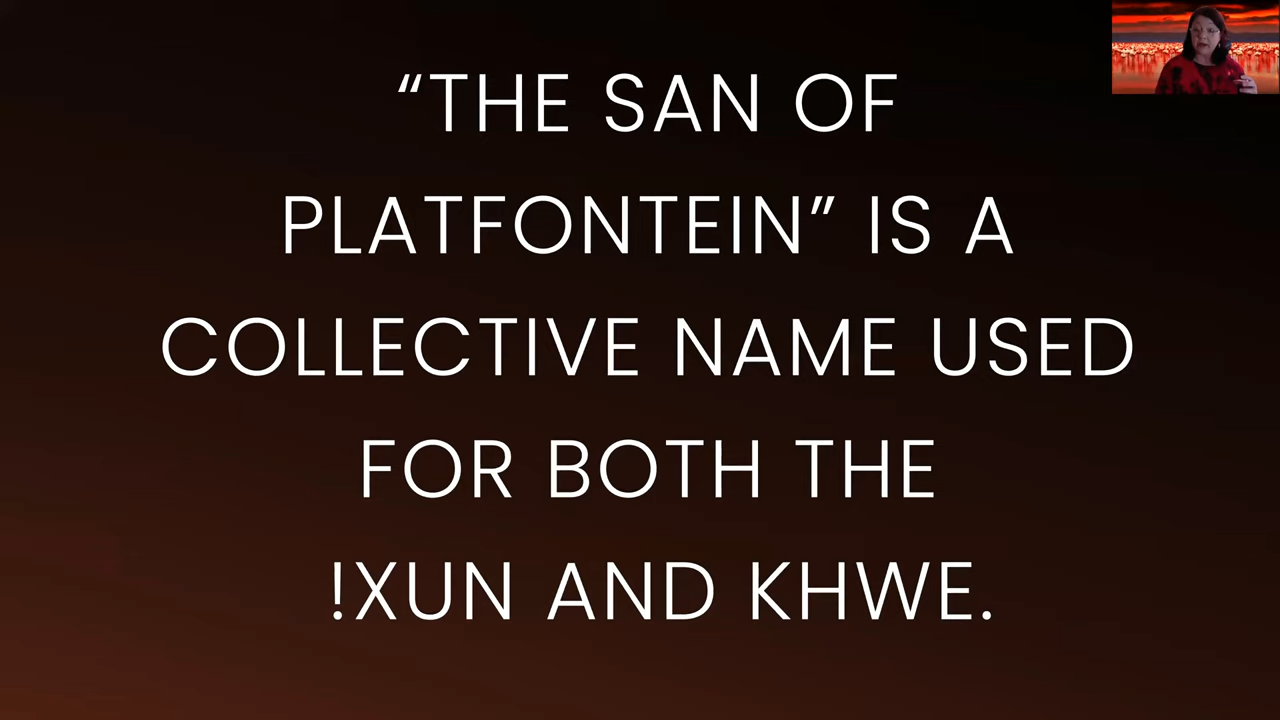 “THE SAN OF
PLATFONTEIN” IS A
COLLECTIVE NAME USED
FOR BOTH THE
!XUN AND KHWE.